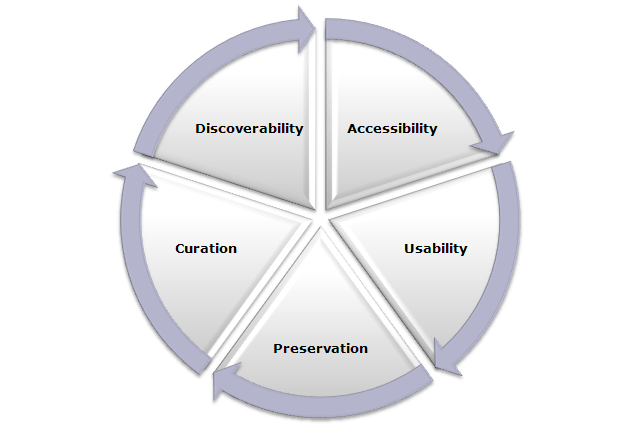 Discoverability
Accessibility
Curation
Usability
Preservation